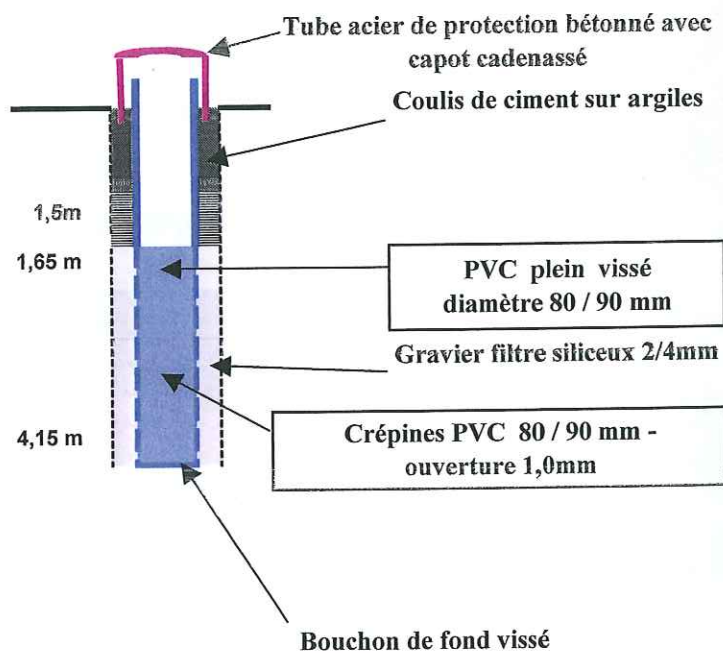 Tube acier de protection bétonné avec
capot cadenassé
Coulis de ciment sur argiles
1,5m
1,65 m
PVC plein vissé
diamètre 80 / 90 mm
Gravier filtre siliceux 2/4mm
4,15 m
Crépines PVC 80 / 90 mm -
ouverture 1,0mm
Bouchon de fond vissé